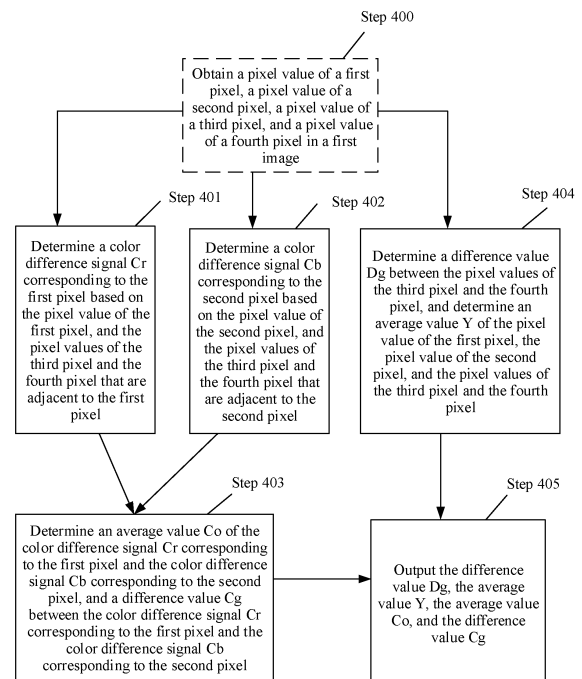 Step 400
Obtain a pixel value of a first
pixel, a pixel value of a
second pixel, a pixel value of
a third pixel, and a pixel value
of a fourth pixel in a first
image
Step 401
Determine a color
difference signal Cr
corresponding to the
first pixel based on
the pixel value of the
first pixel, and the
pixel values of the
third pixel and the
fourth pixel that are
adjacent to the first
pixel
Step 402
Determine a color
difference signal Cb
corresponding to the
second pixel based
on the pixel value of
the second pixel, and
the pixel values of
the third pixel and
the fourth pixel that
are adjacent to the
second pixel
Step 404
Determine a difference value
Dg between the pixel values of
the third pixel and the fourth
pixel, and determine an
average value Y of the pixel
value of the first pixel, the
pixel value of the second
pixel, and the pixel values of
the third pixel and the fourth
pixel
Step 403
Determine an average value Co of the
color difference signal Cr corresponding
to the first pixel and the color difference
signal Cb corresponding to the second
pixel, and a difference value Cg
between the color difference signal Cr
corresponding to the first pixel and the
color difference signal Cb
corresponding to the second pixel
Step 405
Output the difference
value Dg, the average
value Y, the average value
Co, and the difference
value Cg